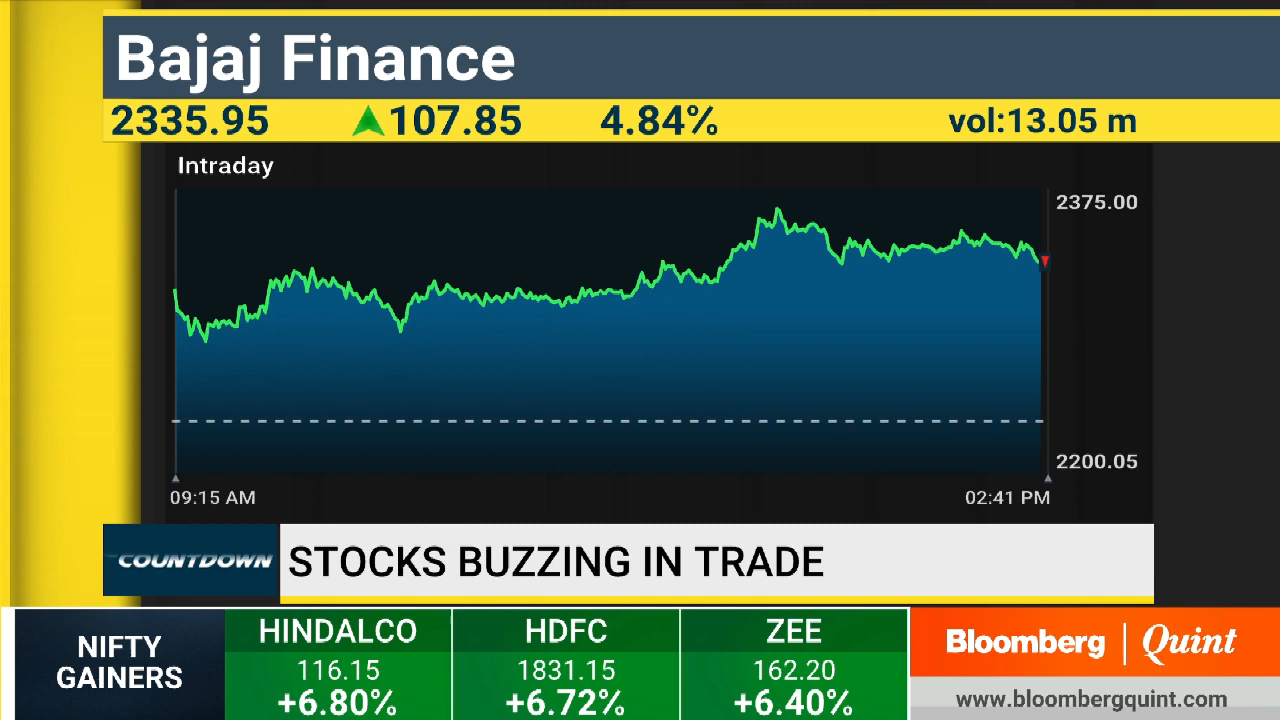 Bajaj Finance
2335.95 107.85 4.84% vol:13.05 m
Intraday
2375.00
2200.05
09:15 AM 02:41 PM
COUNTDOWN STOCKS BUZZING IN TRADE
NIFTY GAINERS
HINDALCO
116.15
+6.80%
HDFC
1831.15
+6.72%
ZEE
162.20
+6.40%
Bloomberg | Quint
www.bloombergquint.com